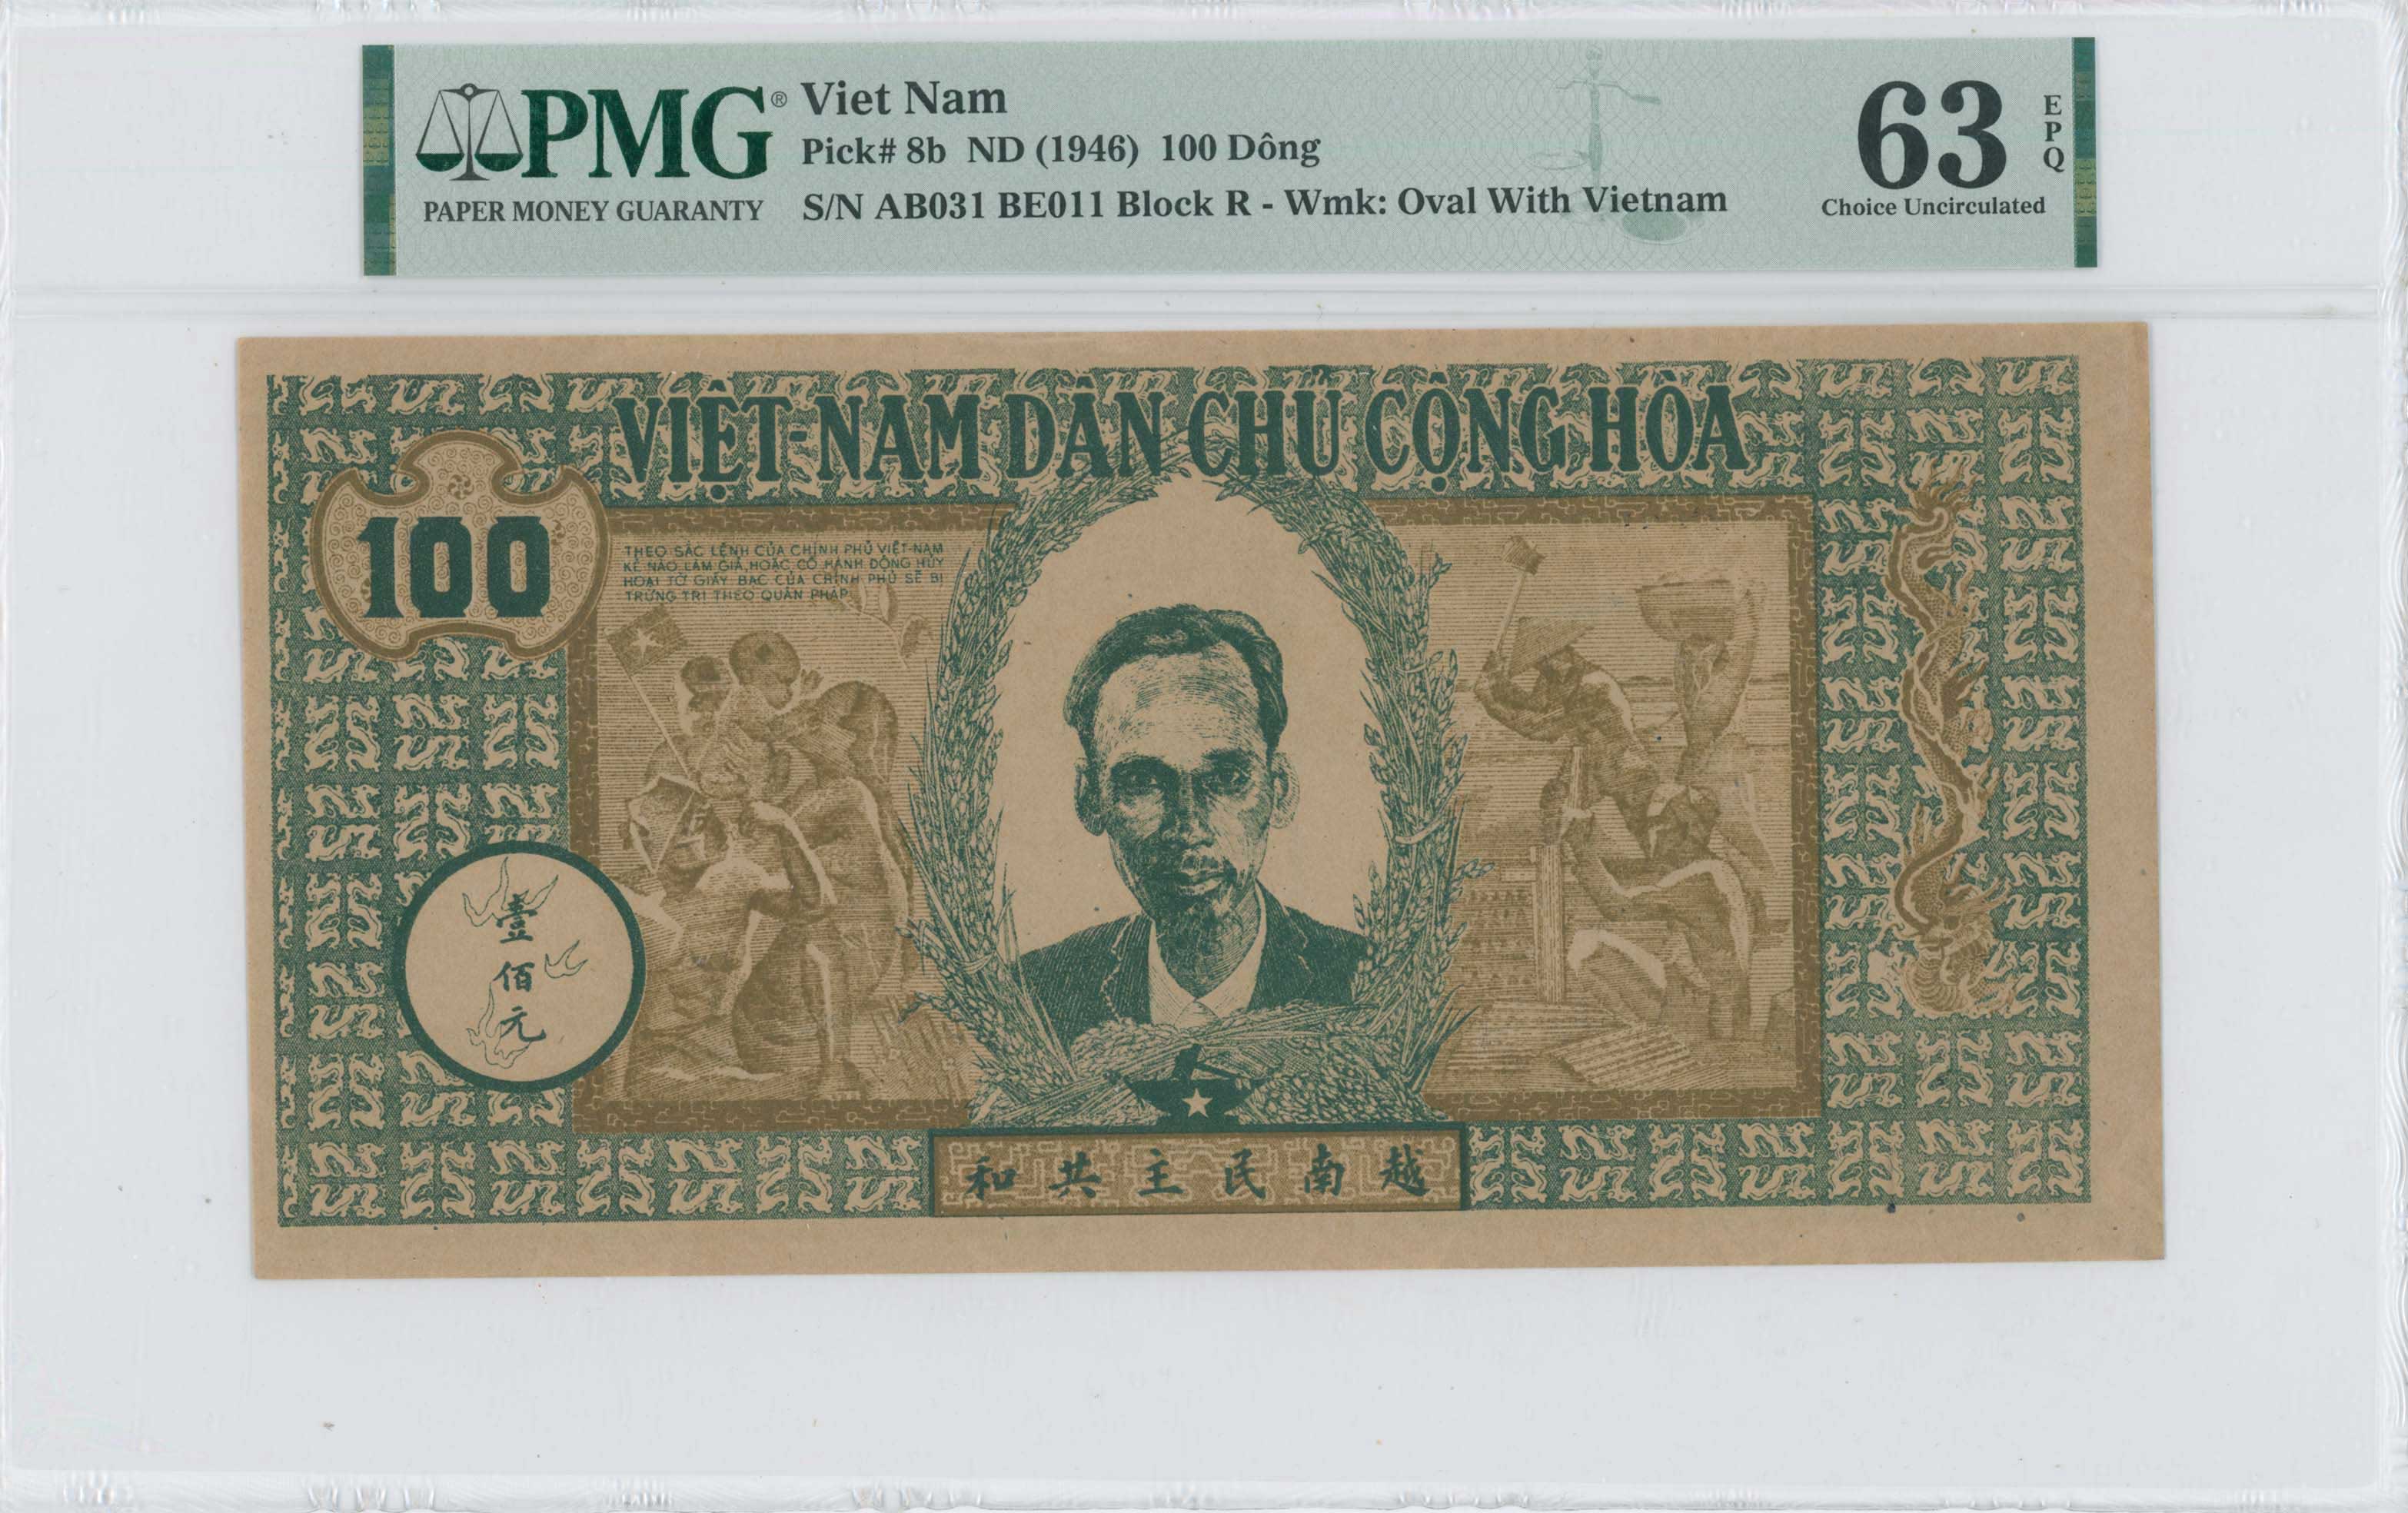 PMG®
PAPER MONEY GUARANTY
Viet Nam
Pick# 8b ND (1946) 100 Dông
S/N AB031 BE011 Block R - Wmk: Oval With Vietnam
63
EPQ
Choice Uncirculated
VIỆT-NAM DÂN CHỦ CỘNG HÒA
100
THEO SẮC LỆNH CỦA CHÍNH PHỦ VIỆT-NAM
KẺ NÀO LÀM GIẢ, HOẶC CÓ HÀNH ĐỘNG HỦY
HOẠI TỜ GIẤY BẠC CỦA CHÍNH PHỦ SẼ BỊ
TRỪNG TRỊ THEO QUÂN PHÁP
壹佰元
和共主民南越